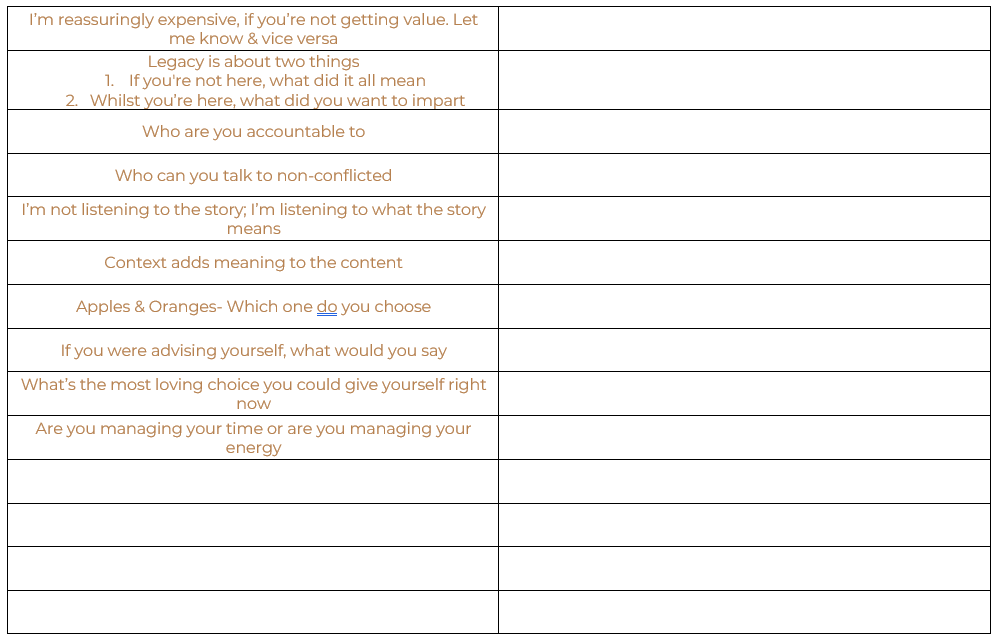 I’m reassuringly expensive, if you’re not getting value. Let
me know & vice versa
Legacy is about two things
1. If you're not here, what did it all mean
2. Whilst you’re here, what did you want to impart
Who are you accountable to
Who can you talk to non-conflicted
I’m not listening to the story; I’m listening to what the story
means
Context adds meaning to the content
Apples & Oranges- Which one do you choose
If you were advising yourself, what would you say
What’s the most loving choice you could give yourself right
now
Are you managing your time or are you managing your
energy